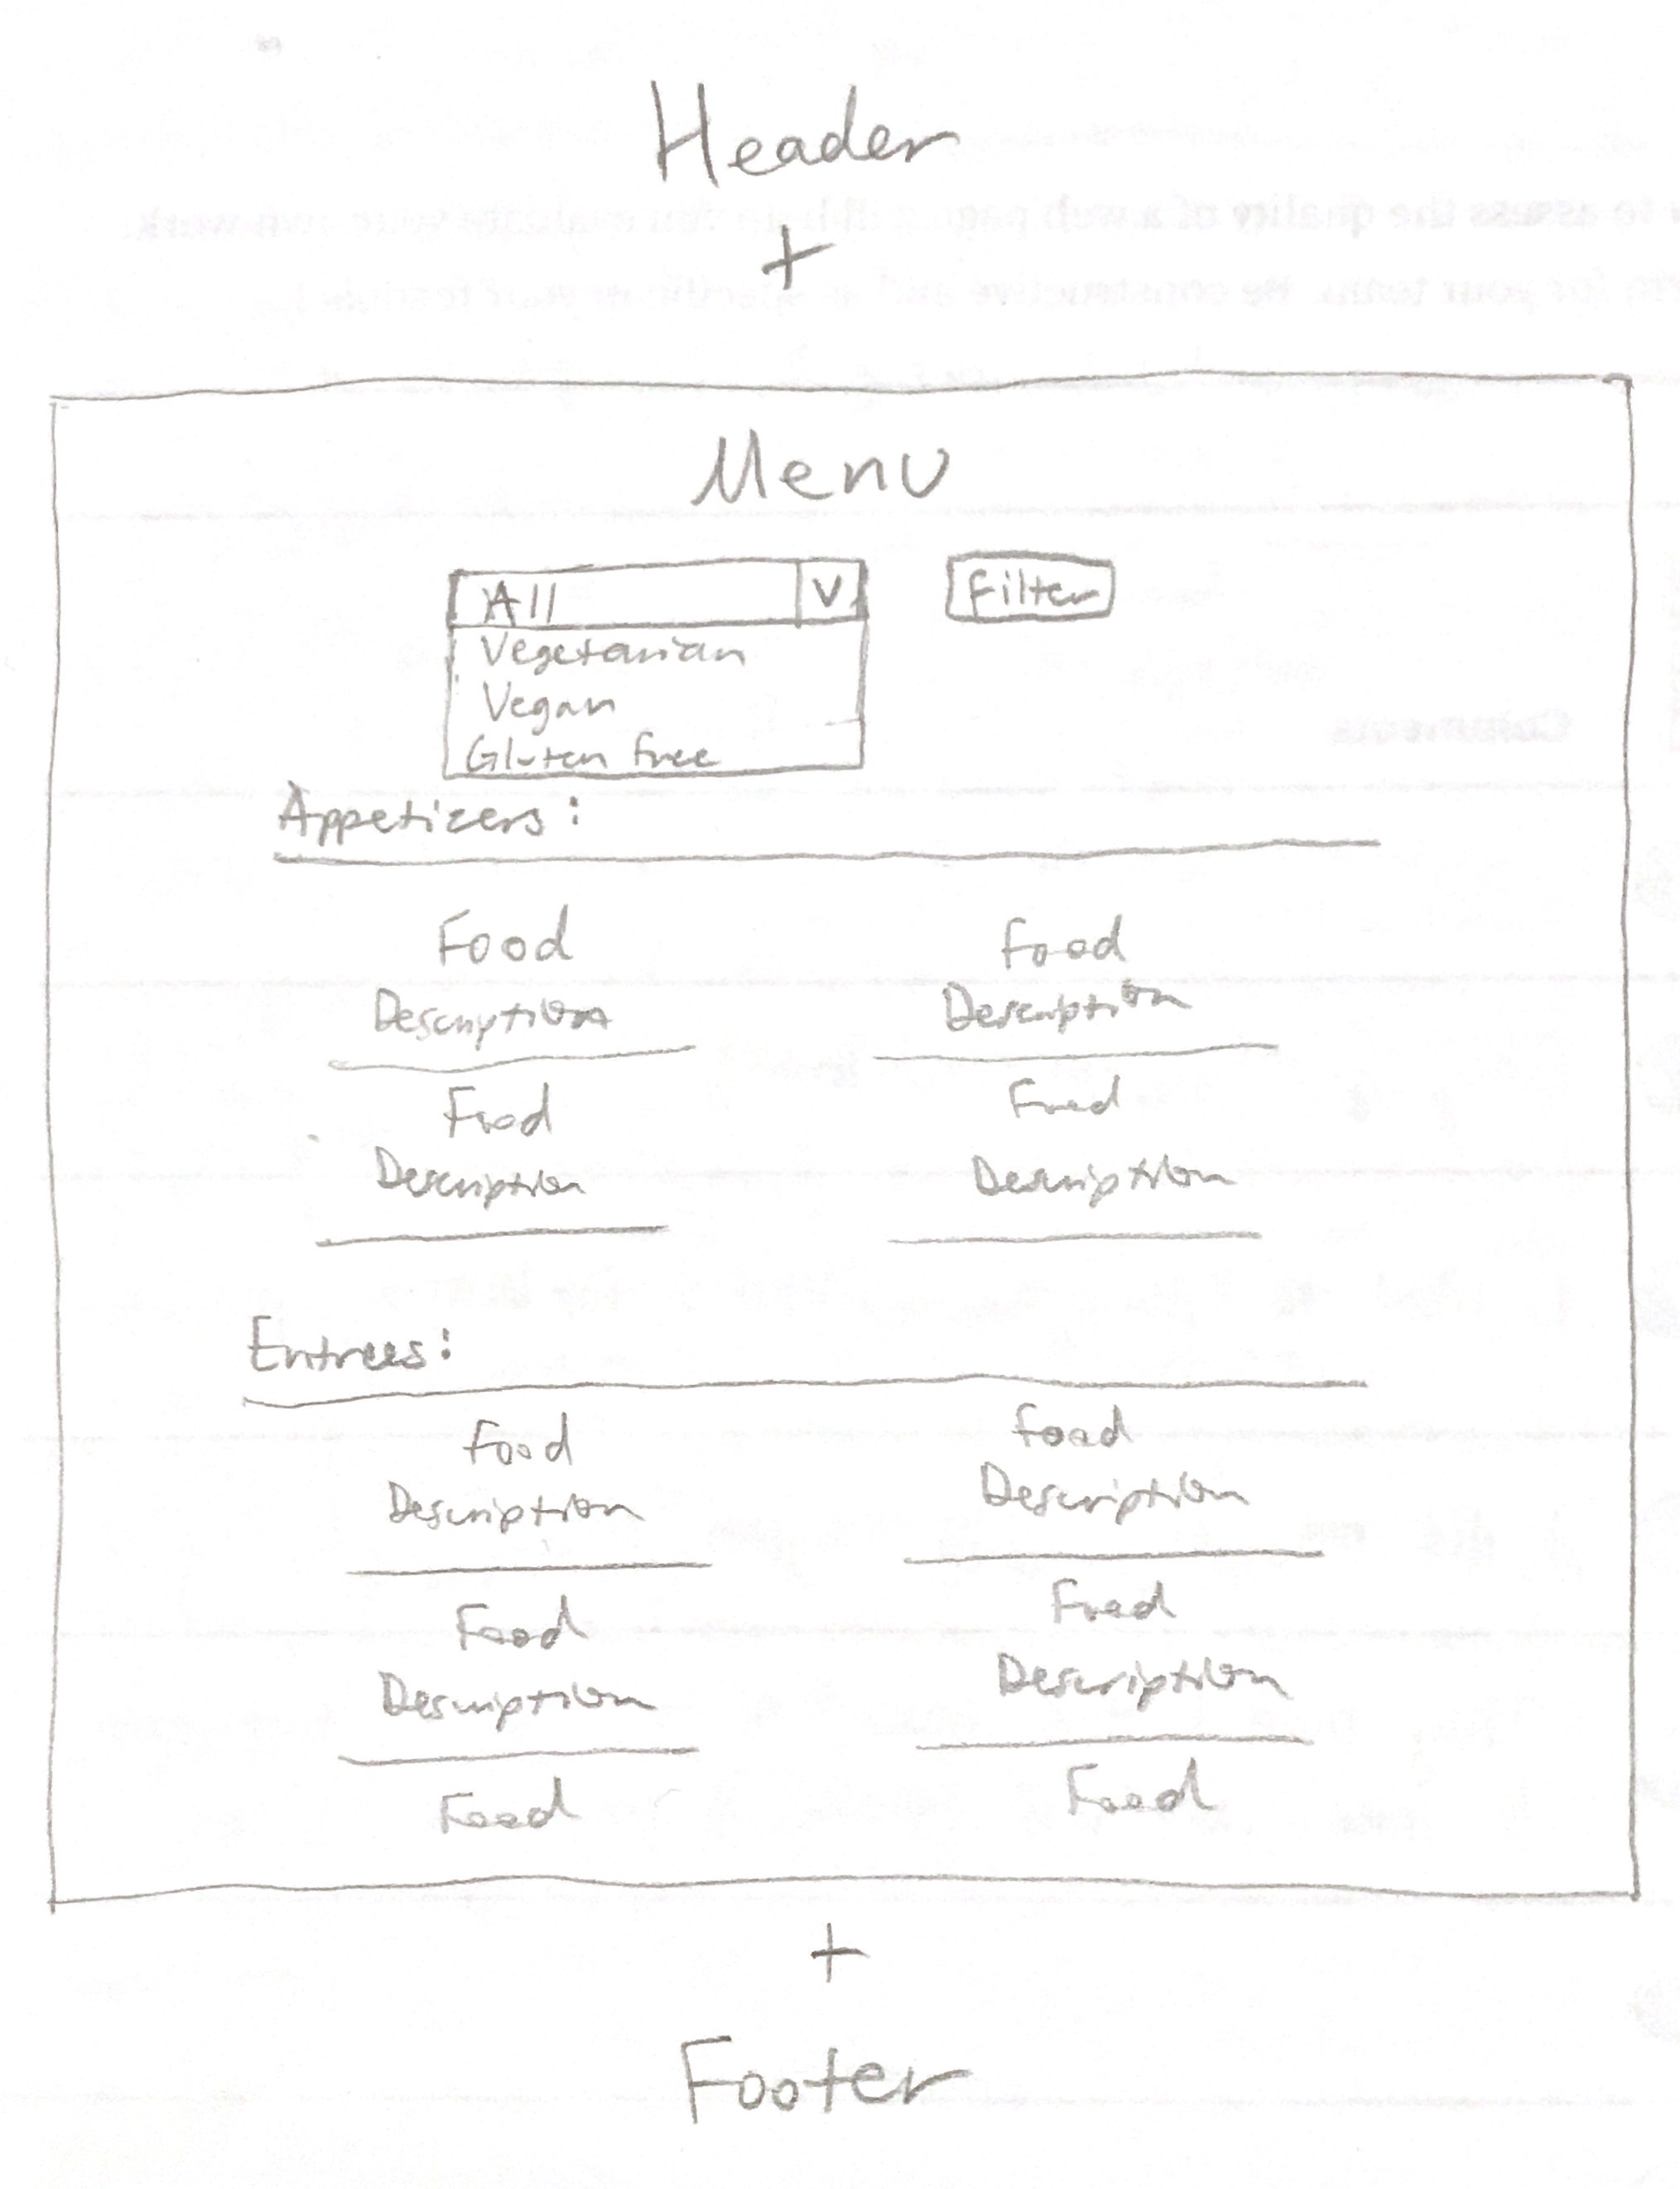 Header
+
Menu
All V Filter
Vegetarian
Vegan
Gluten free
Appetizers:
Food Food
Description Description
Food Food
Description Description
Entrees:
Food Food
Description Description
Food Food
Description Description
Food Food
+
Footer